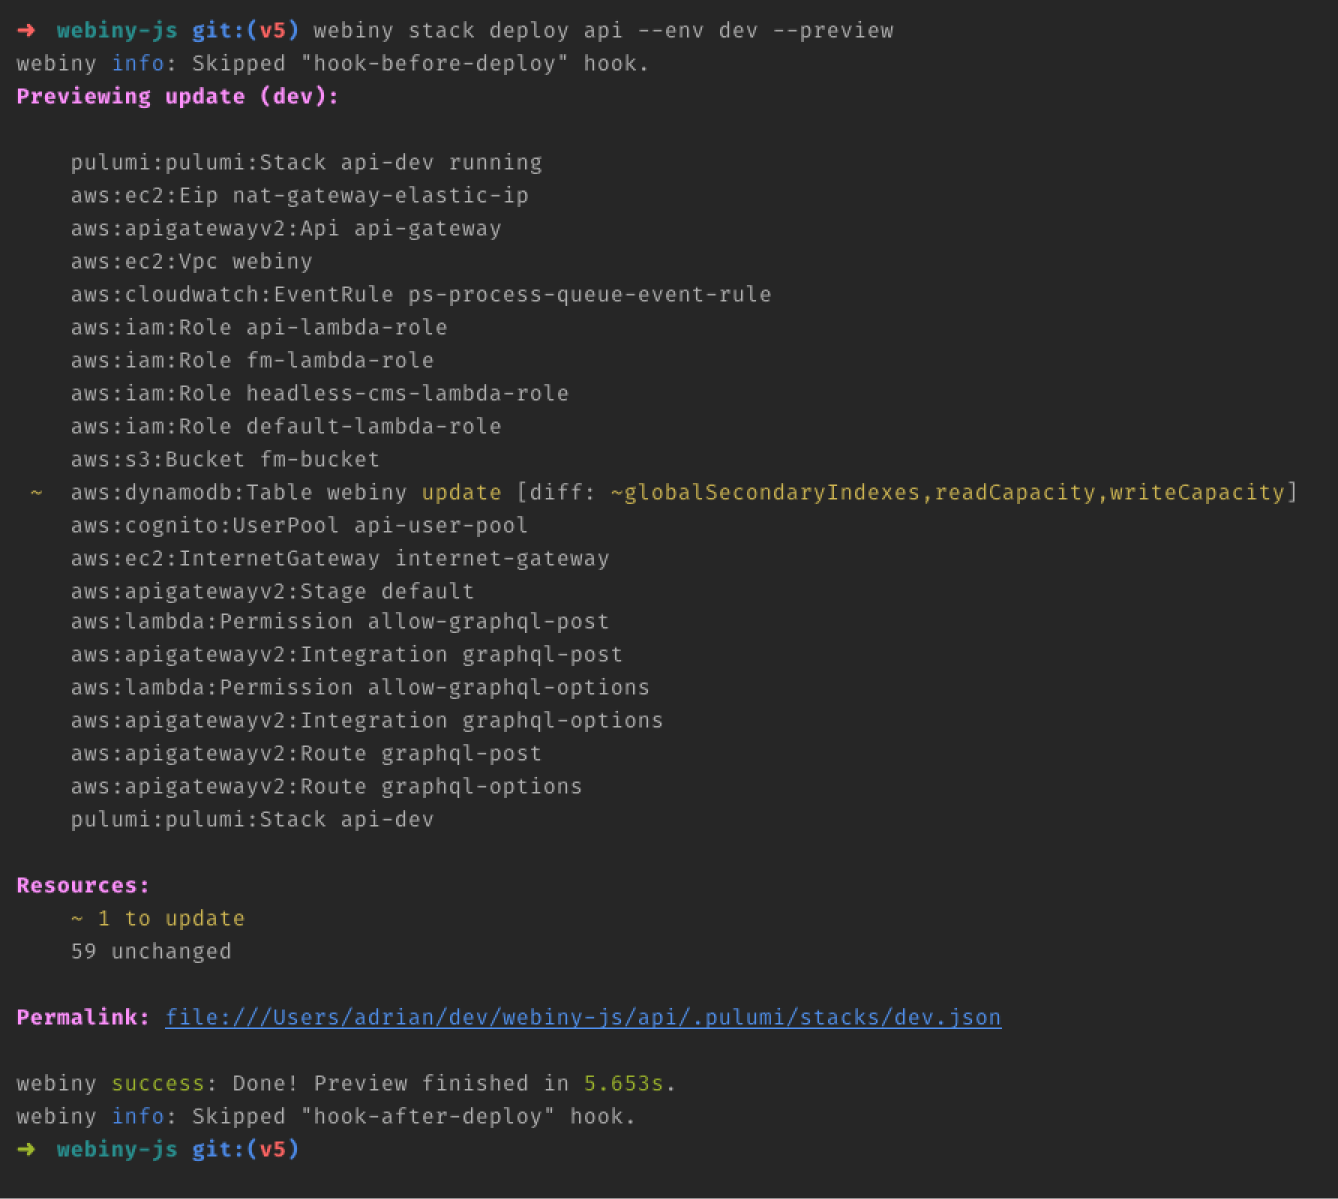 ➜ webiny-js git:(v5) webiny stack deploy api --env dev --preview
webiny info: Skipped "hook-before-deploy" hook.
Previewing update (dev):
pulumi:pulumi:Stack api-dev running
aws:ec2:Eip nat-gateway-elastic-ip
aws:apigatewayv2:Api api-gateway
aws:ec2:Vpc webiny
aws:cloudwatch:EventRule ps-process-queue-event-rule
aws:iam:Role api-lambda-role
aws:iam:Role fm-lambda-role
aws:iam:Role headless-cms-lambda-role
aws:iam:Role default-lambda-role
aws:s3:Bucket fm-bucket
~ aws:dynamodb:Table webiny update [diff: ~globalSecondaryIndexes,readCapacity,writeCapacity]
aws:cognito:UserPool api-user-pool
aws:ec2:InternetGateway internet-gateway
aws:apigatewayv2:Stage default
aws:lambda:Permission allow-graphql-post
aws:apigatewayv2:Integration graphql-post
aws:lambda:Permission allow-graphql-options
aws:apigatewayv2:Integration graphql-options
aws:apigatewayv2:Route graphql-post
aws:apigatewayv2:Route graphql-options
pulumi:pulumi:Stack api-dev
Resources:
~ 1 to update
59 unchanged
Permalink: file:///Users/adrian/dev/webiny-js/api/.pulumi/stacks/dev.json
webiny success: Done! Preview finished in 5.653s.
webiny info: Skipped "hook-after-deploy" hook.
➜ webiny-js git:(v5)